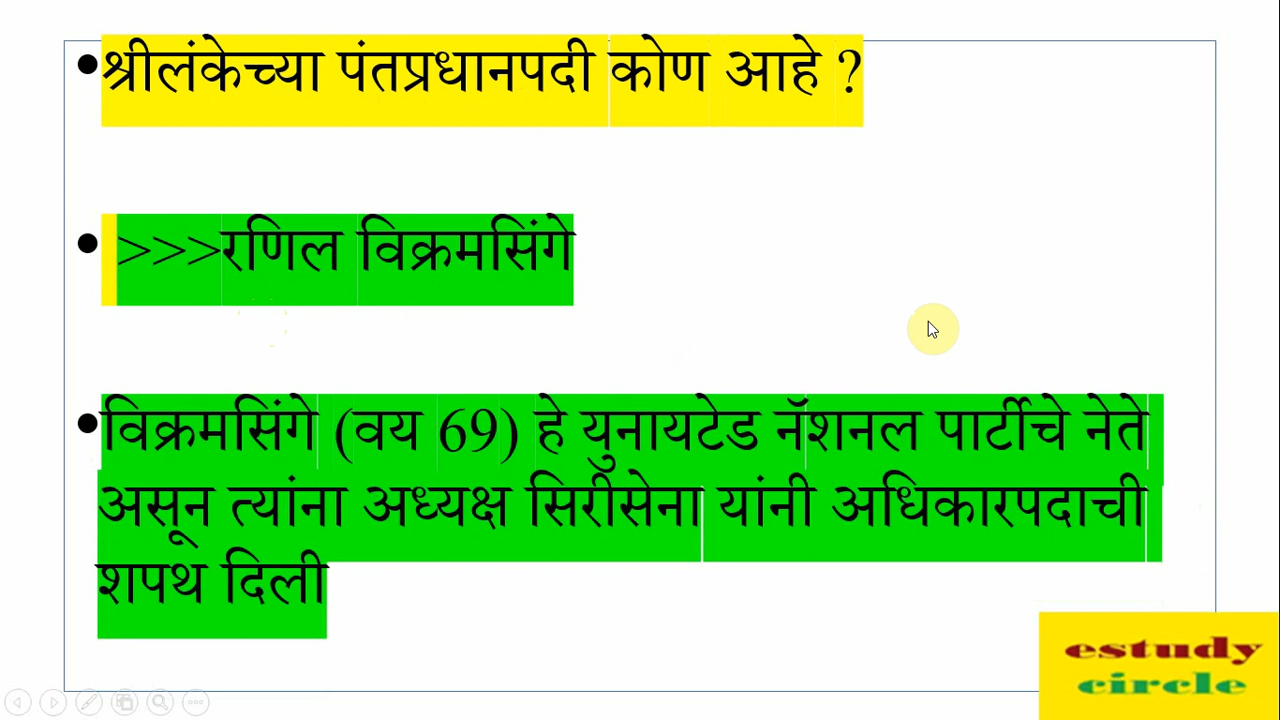 •श्रीलंकेच्या पंतप्रधानपदी कोण आहे ?
• >>>रणिल विक्रमसिंगे
•विक्रमसिंगे (वय 69) हे युनायटेड नॅशनल पार्टीचे नेते
असून त्यांना अध्यक्ष सिरीसेना यांनी अधिकारपदाची
शपथ दिली
estudy
circle